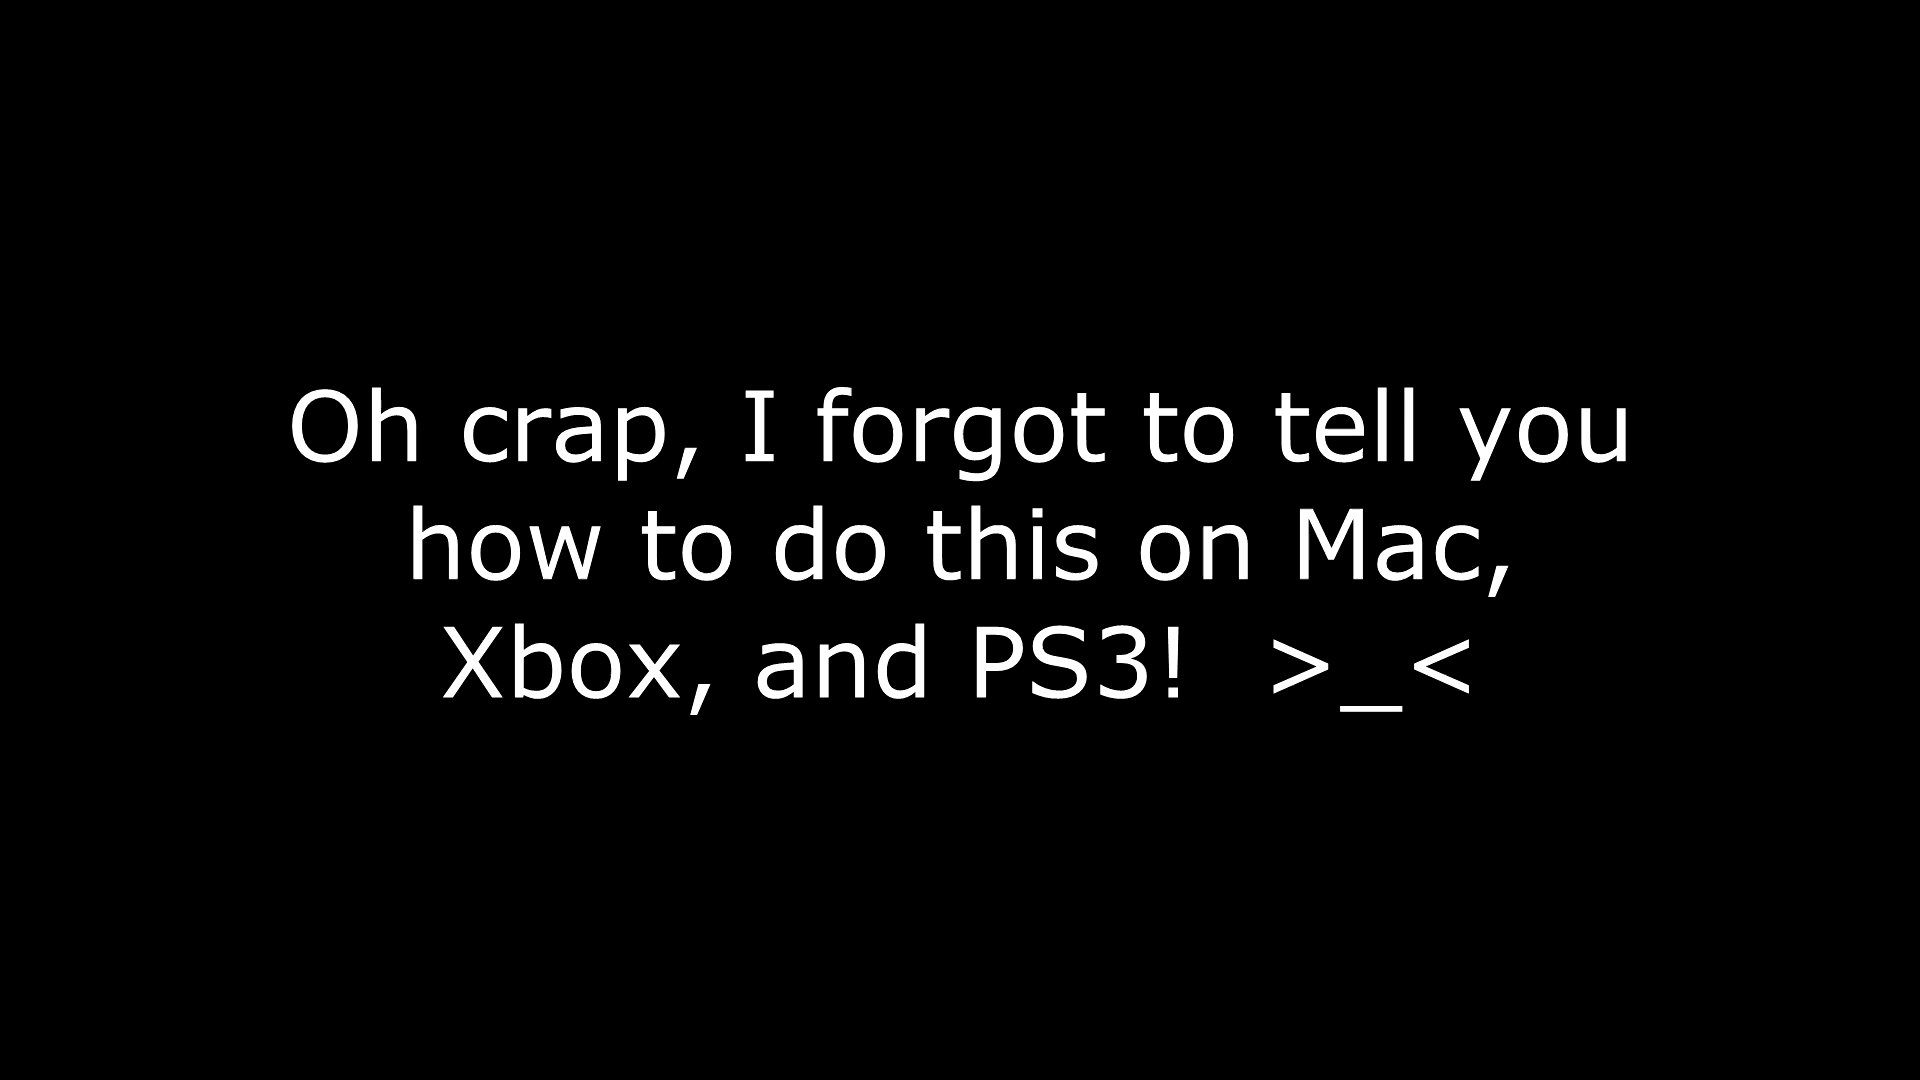 Oh crap, I forgot to tell you
how to do this on Mac,
Xbox, and PS3!  >_<